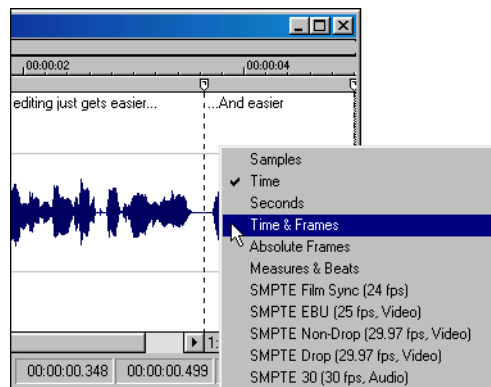 00:00:02 00:00:04
editing just gets easier... ...And easier
Samples
Time
Seconds
Time & Frames
Absolute Frames
Measures & Beats
SMPTE Film Sync (24 fps)
SMPTE EBU (25 fps, Video)
SMPTE Non-Drop (29.97 fps, Video)
SMPTE Drop (29.97 fps, Video)
SMPTE 30 (30 fps, Audio)
1:
00:00:00.348 00:00:00.499